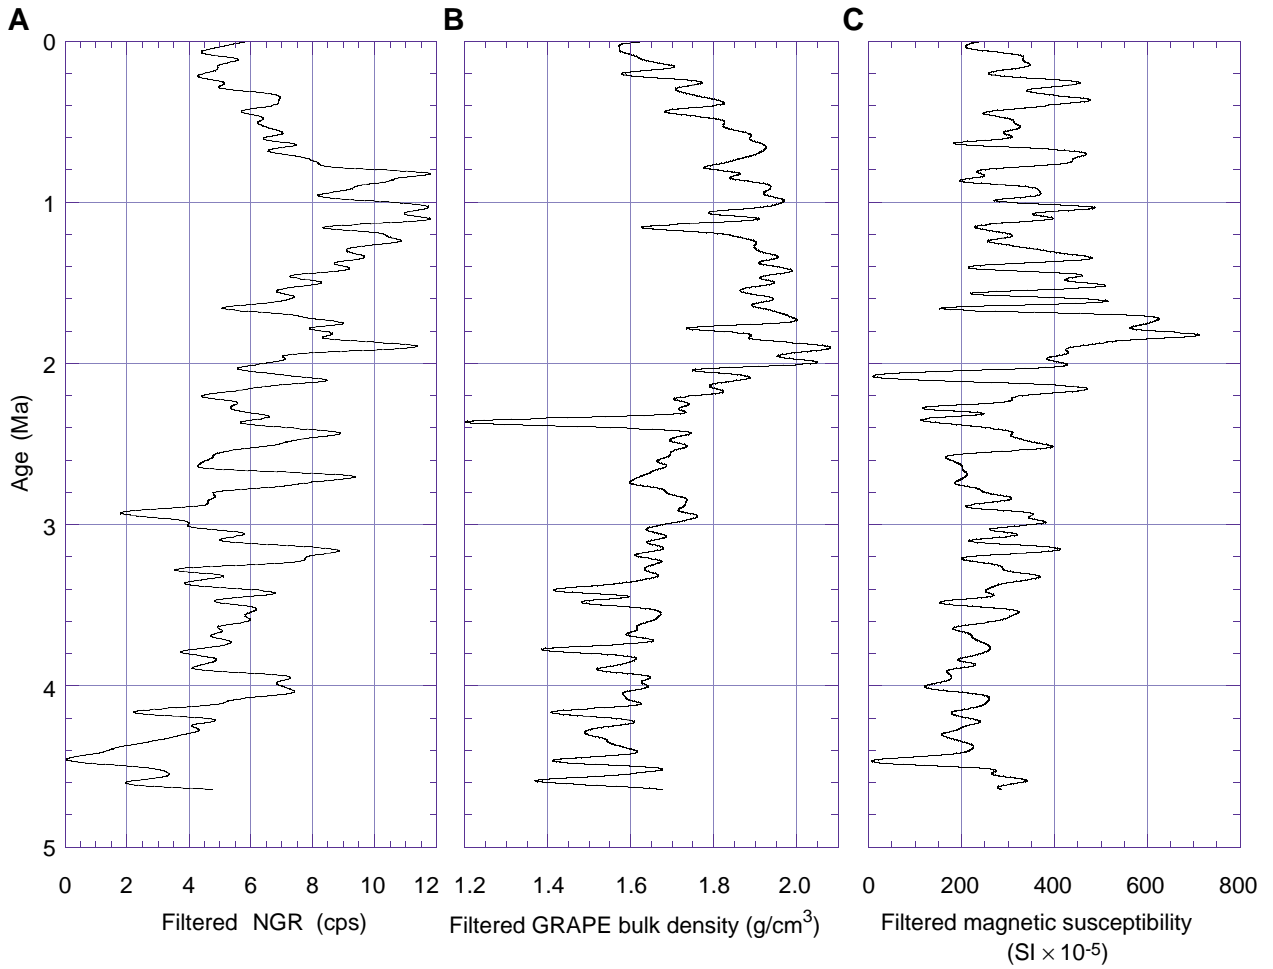 A B C
0
1
2
3
4
5
Age (Ma)
0 2 4 6 8 10 12 1.2 1.4 1.6 1.8 2.0 0 200 400 600 800
Filtered NGR (cps) Filtered GRAPE bulk density (g/cm³) Filtered magnetic susceptibility
(SI × 10⁻⁵)